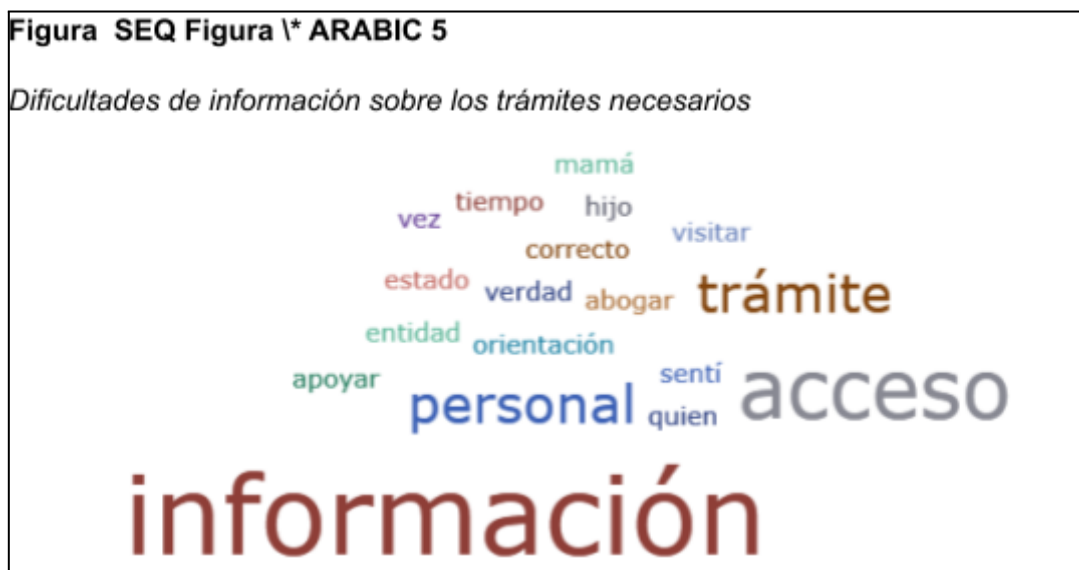 Figura  SEQ Figura \* ARABIC 5
Dificultades de información sobre los trámites necesarios
mamá
tiempo hijo
vez
visitar
correcto
estado verdad abogar trámite
entidad orientación
apoyar sentí acceso
personal quien
información